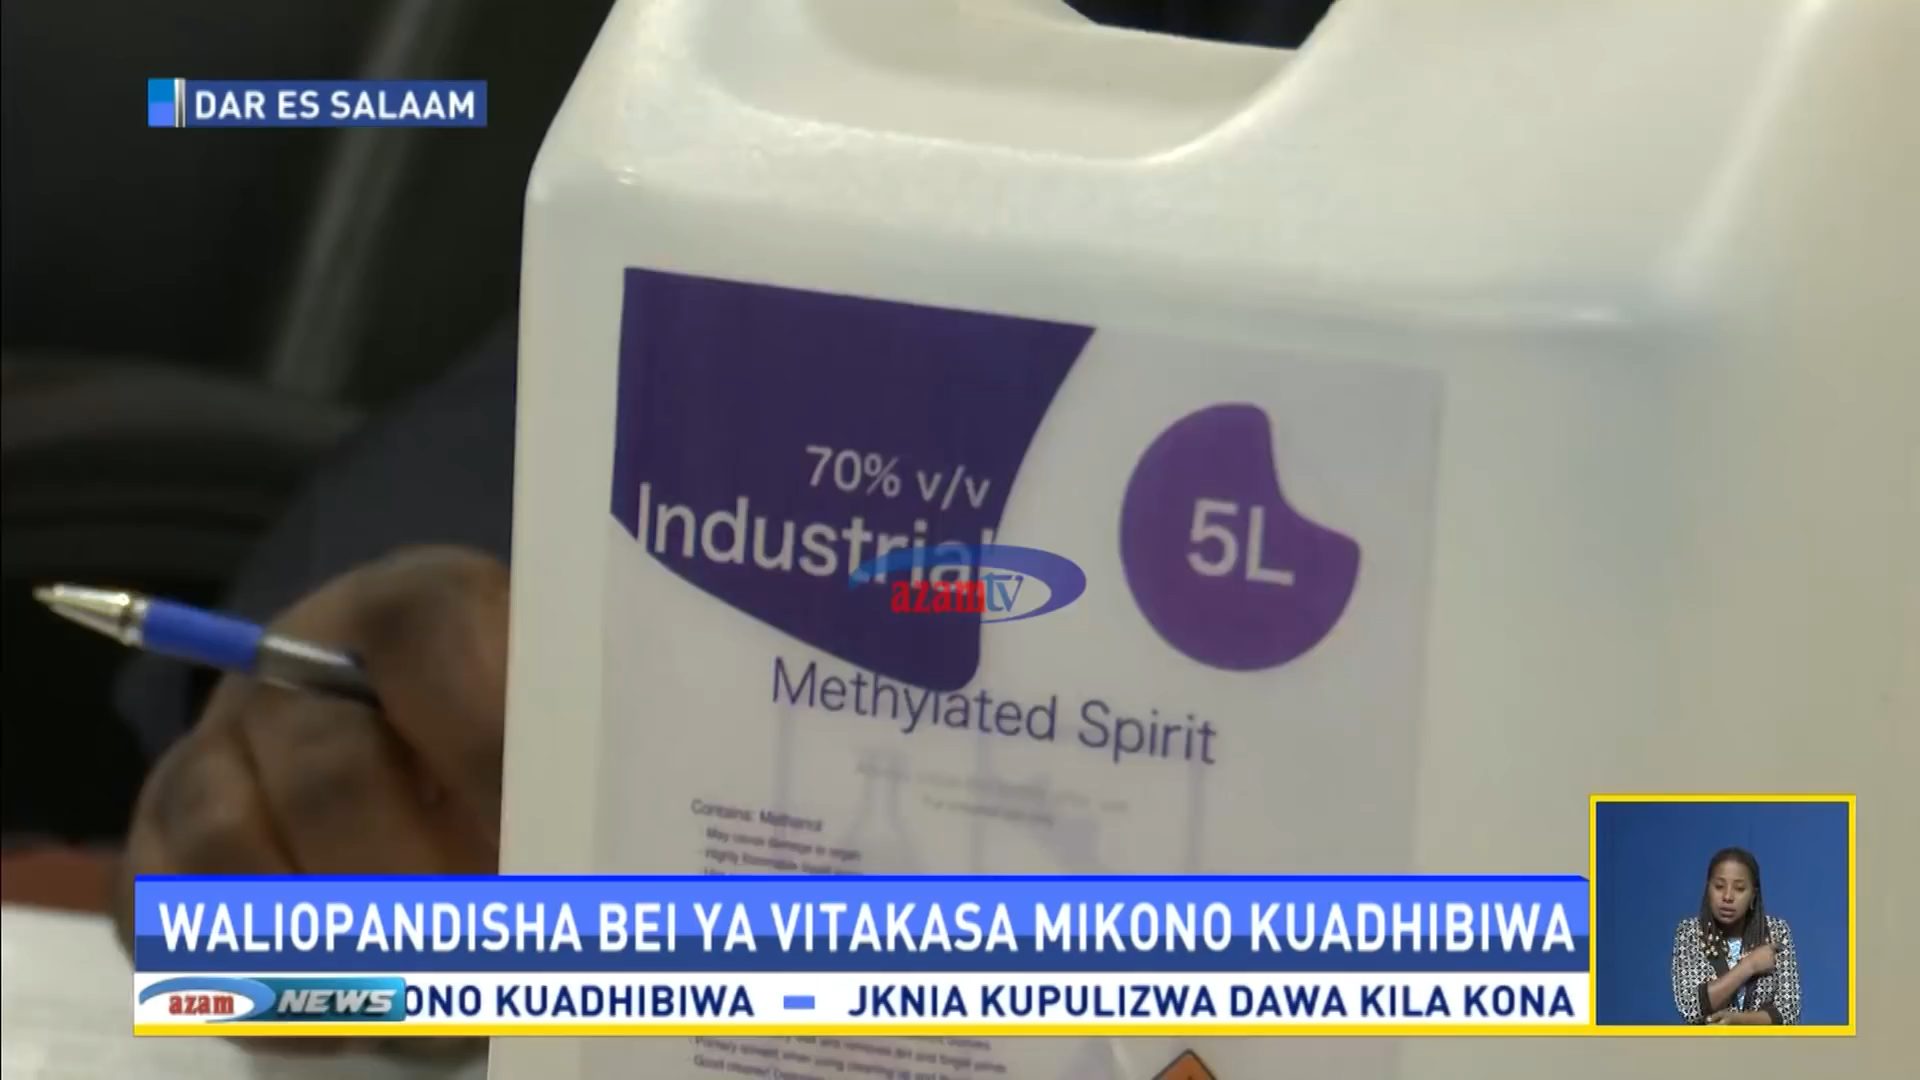 DAR ES SALAAM
70% v/v
Industrial
5L
azamtv
Methylated Spirit
Contains: Methanol
WALIOPANDISHA BEI YA VITAKASA MIKONO KUADHIBIWA
azam NEWS
ONO KUADHIBIWA – JKNIA KUPULIZWA DAWA KILA KONA